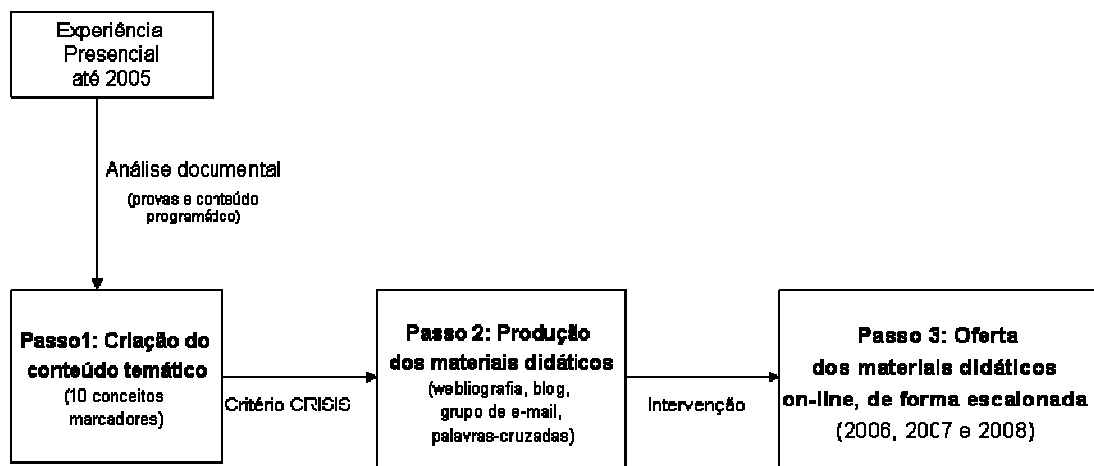 Experiência
Presencial
até 2005
Análise documental
(provas e conteúdo
programático)
Passo1: Criação do
conteúdo temático
(10 conceitos
marcadores)
Critério CRISIS
Passo 2: Produção
dos materiais didáticos
(webliografia, blog,
grupo de e-mail,
palavras-cruzadas)
Intervenção
Passo 3: Oferta
dos materiais didáticos
on-line, de forma escalonada
(2006, 2007 e 2008)